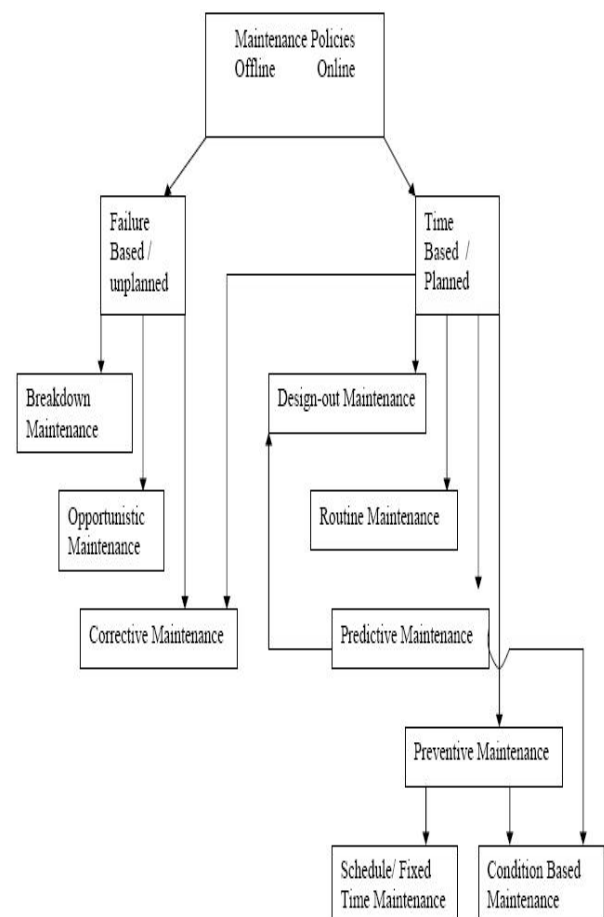 Maintenance Policies
Offline Online
Failure
Based /
unplanned
Time
Based /
Planned
Breakdown
Maintenance
Design-out Maintenance
Opportunistic
Maintenance
Routine Maintenance
Corrective Maintenance
Predictive Maintenance
Preventive Maintenance
Schedule/ Fixed
Time Maintenance
Condition Based
Maintenance